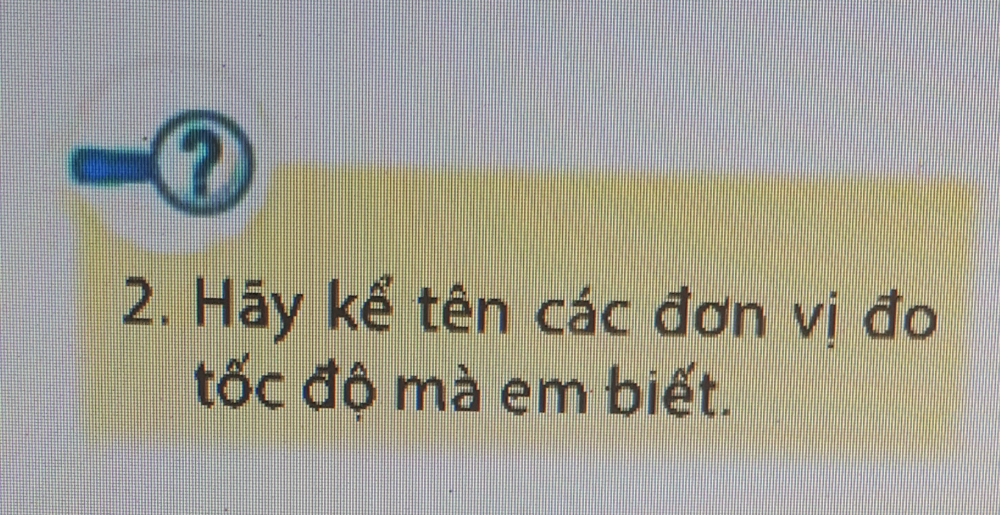 ?
2. Hãy kể tên các đơn vị đo
tốc độ mà em biết.